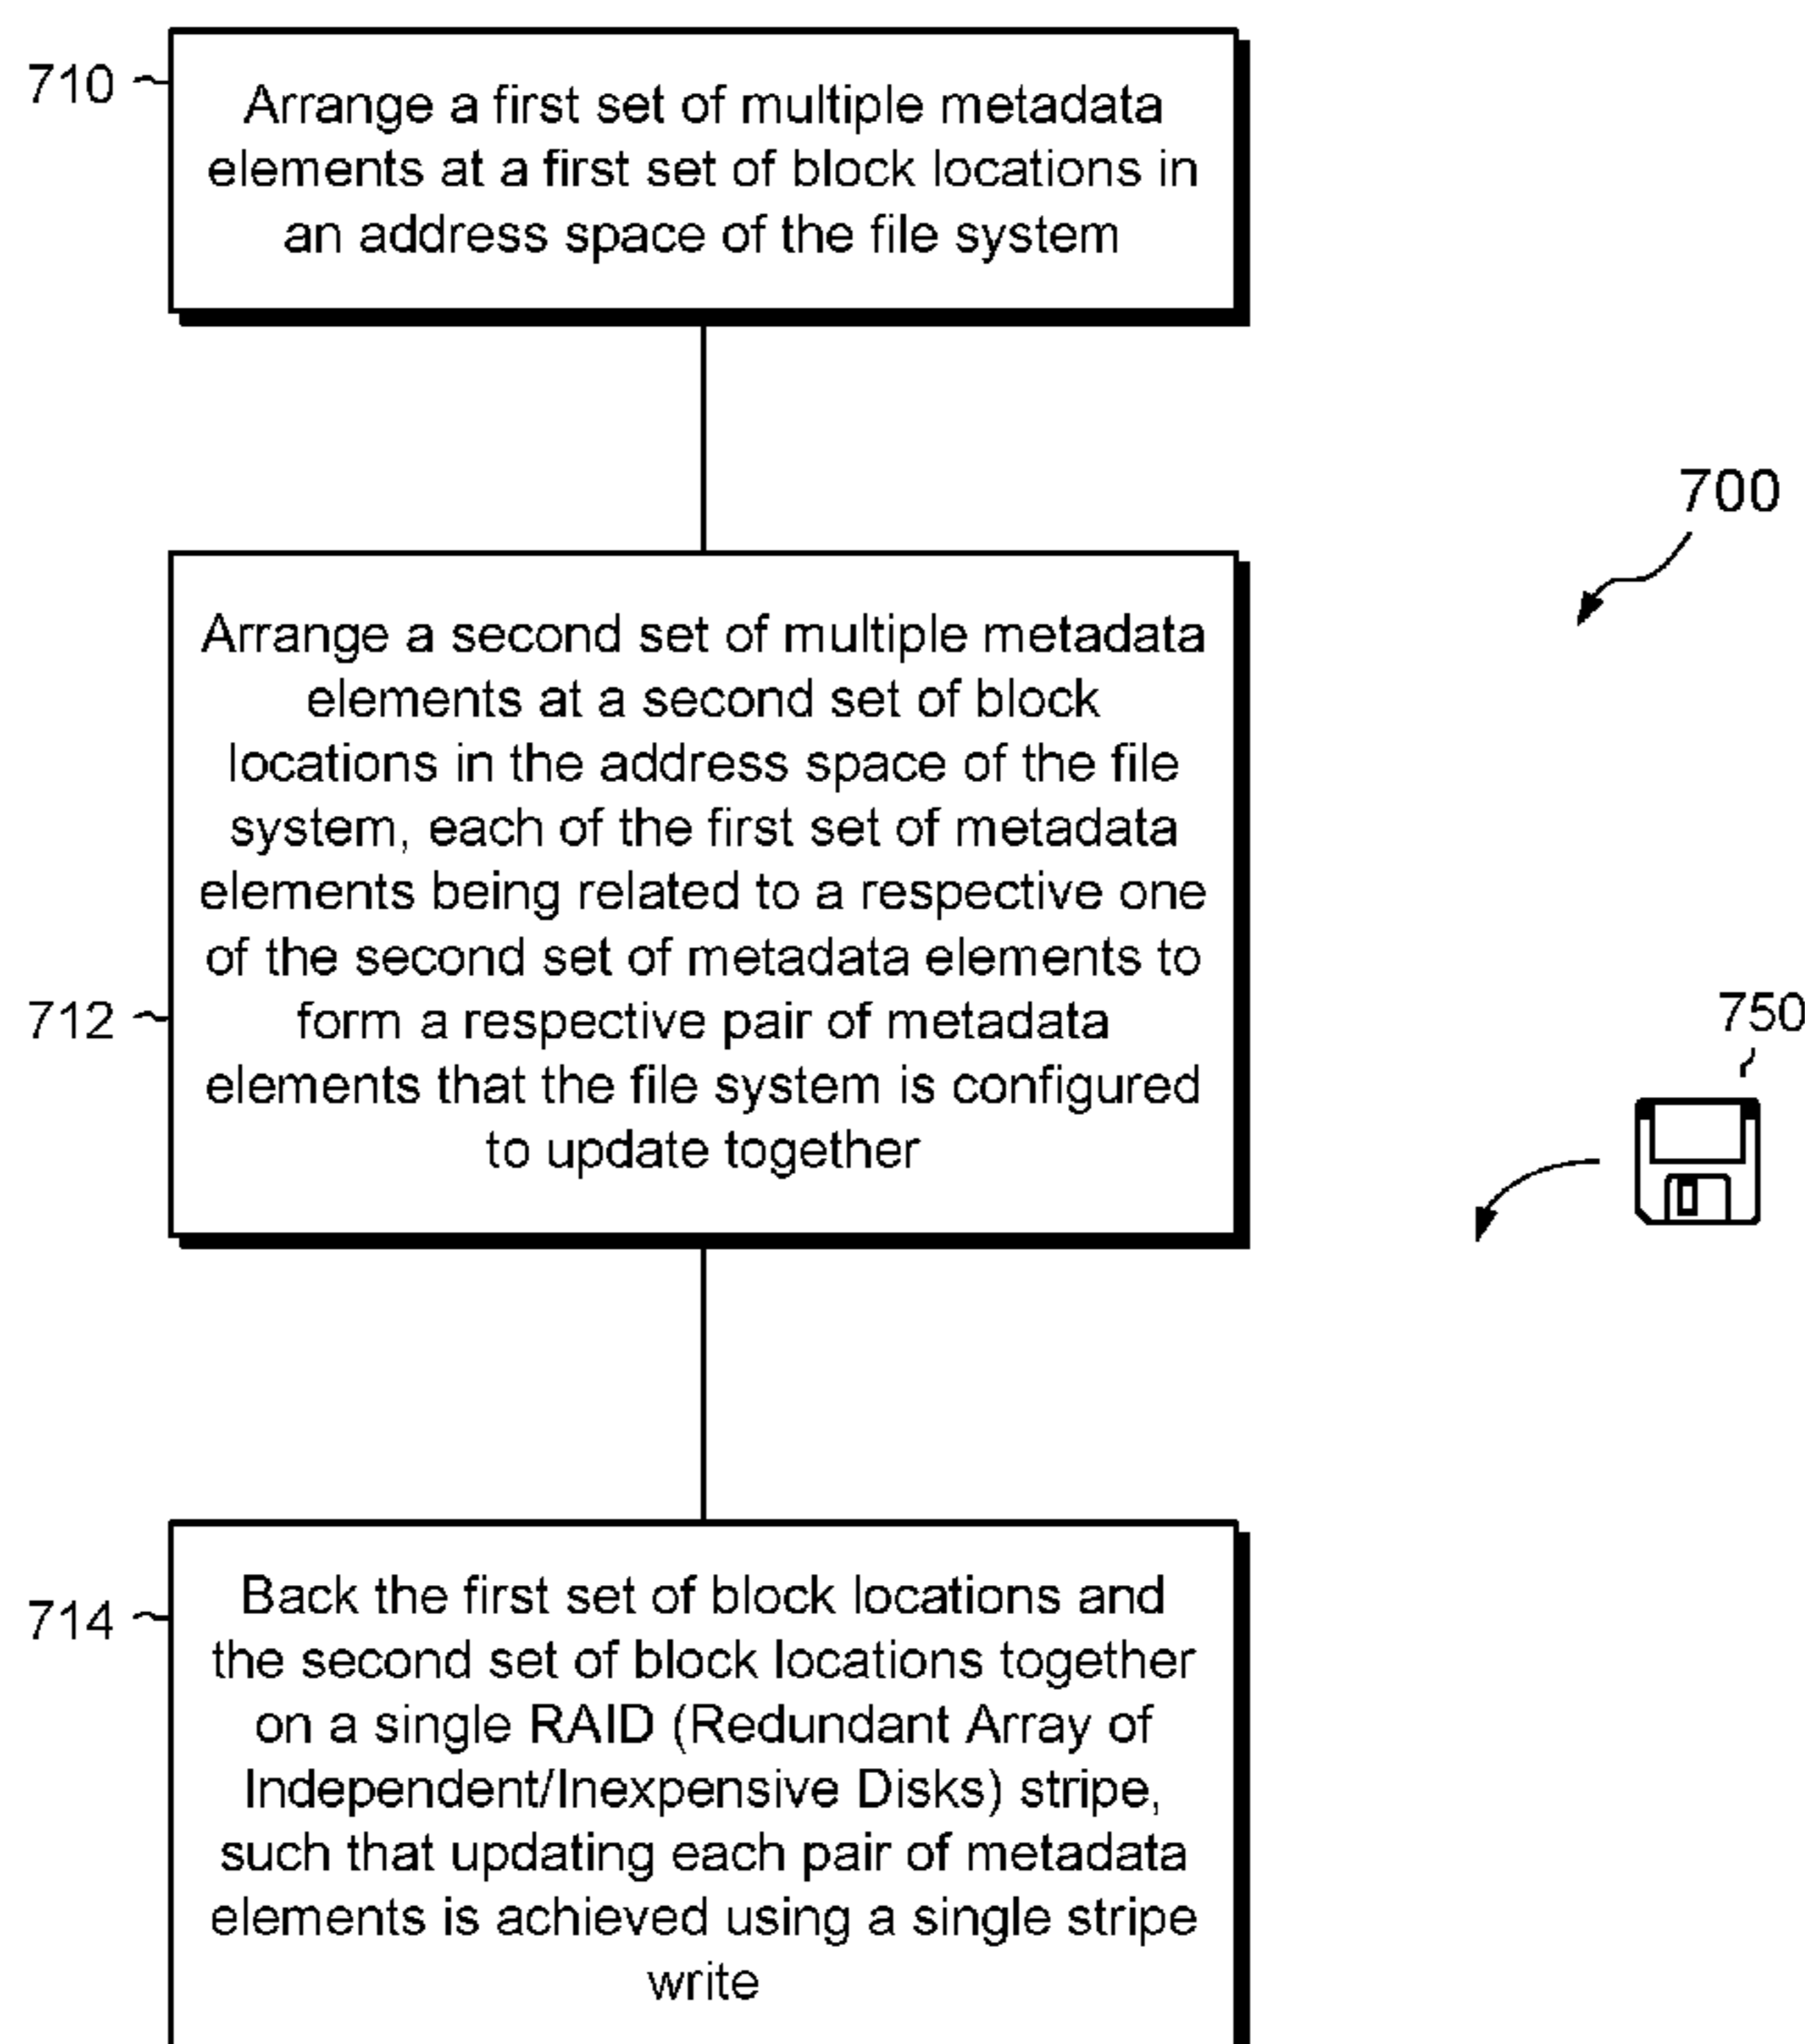 710
Arrange a first set of multiple metadata
elements at a first set of block locations in
an address space of the file system
700
Arrange a second set of multiple metadata
elements at a second set of block
locations in the address space of the file
system, each of the first set of metadata
elements being related to a respective one
of the second set of metadata elements to
712
form a respective pair of metadata
elements that the file system is configured
to update together
750
714
Back the first set of block locations and
the second set of block locations together
on a single RAID (Redundant Array of
Independent/Inexpensive Disks) stripe,
such that updating each pair of metadata
elements is achieved using a single stripe
write